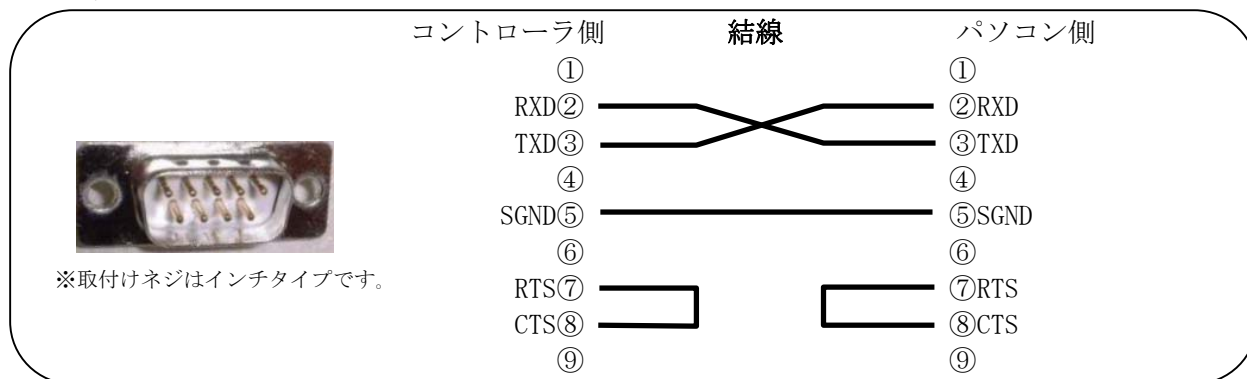 コントローラ側 結線 パソコン側
① ①
RXD② ②RXD
TXD③ ③TXD
④ ④
SGND⑤ ⑤SGND
⑥ ⑥
※取付けネジはインチタイプです。
RTS⑦ ⑦RTS
CTS⑧ ⑧CTS
⑨ ⑨